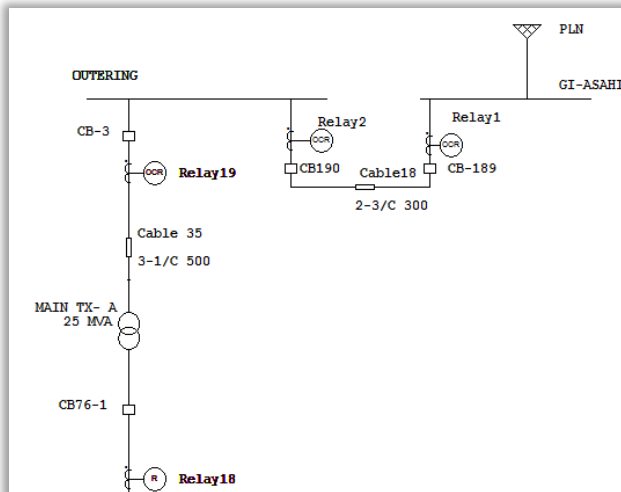 PLN
OUTERING
GI-ASAHI
CB-3
Relay2
Relay1
OCR
OCR
OCR
Relay19
CB190
Cable18
CB-189
2-3/C 300
Cable 35
3-1/C 500
MAIN TX- A
25 MVA
CB76-1
R
Relay18